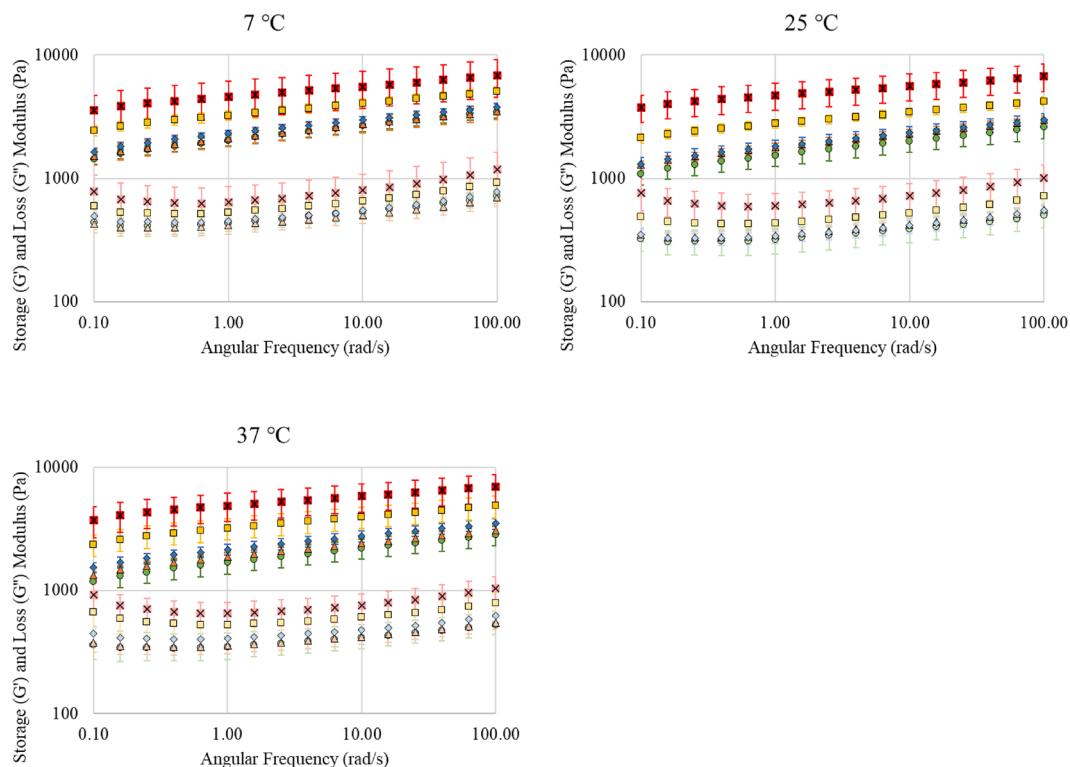 7 °C
Storage (G') and Loss (G") Modulus (Pa)
10000
1000
100
0.10
1.00
10.00
100.00
Angular Frequency (rad/s)
25 °C
Storage (G') and Loss (G") Modulus (Pa)
10000
1000
100
0.10
1.00
10.00
100.00
Angular Frequency (rad/s)
37 °C
Storage (G') and Loss (G") Modulus (Pa)
10000
1000
100
0.10
1.00
10.00
100.00
Angular Frequency (rad/s)